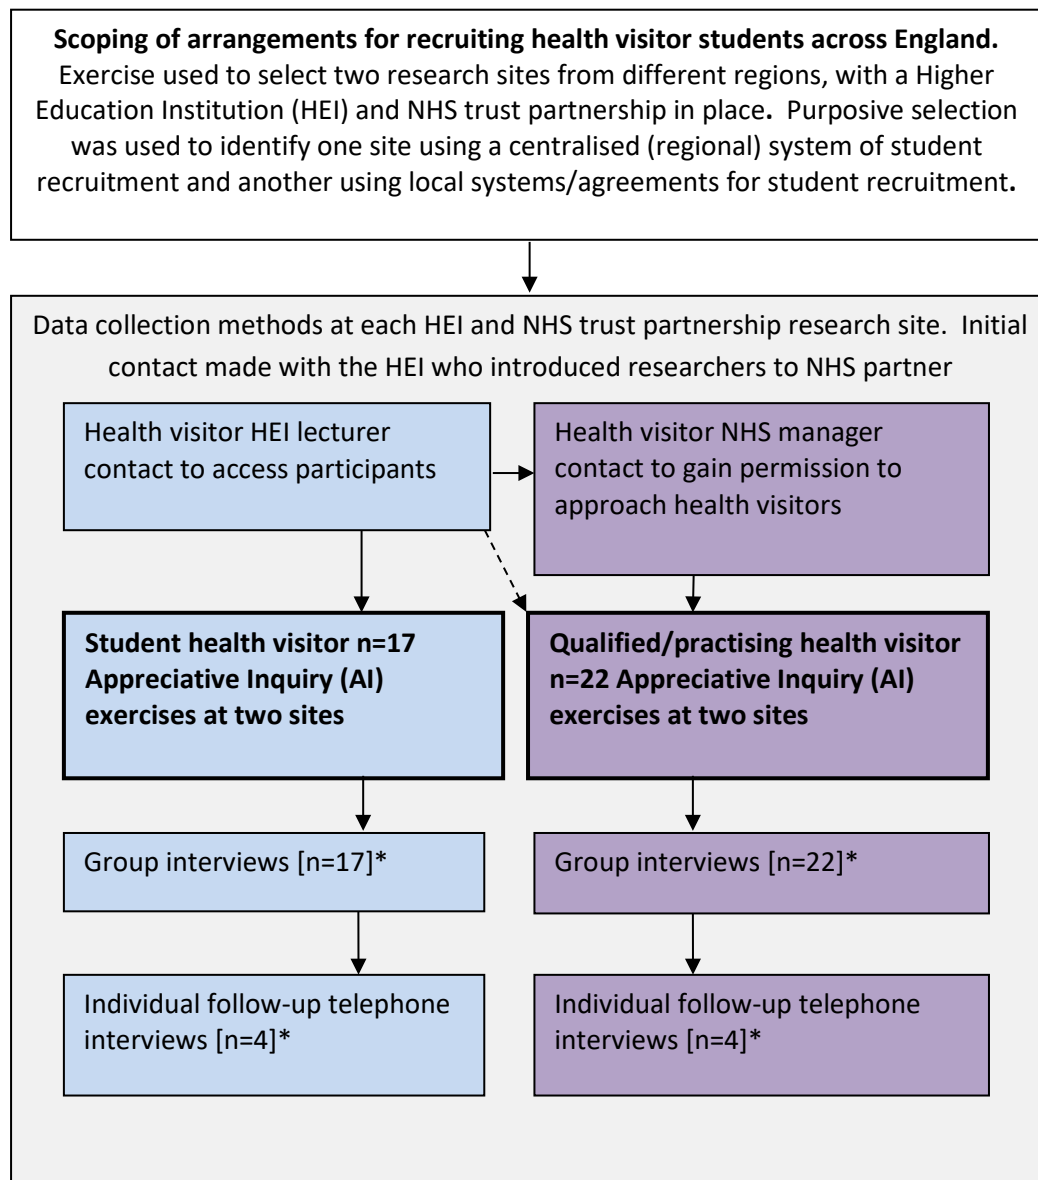 Scoping of arrangements for recruiting health visitor students across England.
Exercise used to select two research sites from different regions, with a Higher
Education Institution (HEI) and NHS trust partnership in place.  Purposive selection
was used to identify one site using a centralised (regional) system of student
recruitment and another using local systems/agreements for student recruitment.
Data collection methods at each HEI and NHS trust partnership research site.  Initial
contact made with the HEI who introduced researchers to NHS partner
Health visitor HEI lecturer
contact to access participants
Health visitor NHS manager
contact to gain permission to
approach health visitors
Student health visitor n=17
Appreciative Inquiry (AI)
exercises at two sites
Qualified/practising health visitor
n=22 Appreciative Inquiry (AI)
exercises at two sites
Group interviews [n=17]*
Group interviews [n=22]*
Individual follow-up telephone
interviews [n=4]*
Individual follow-up telephone
interviews [n=4]*